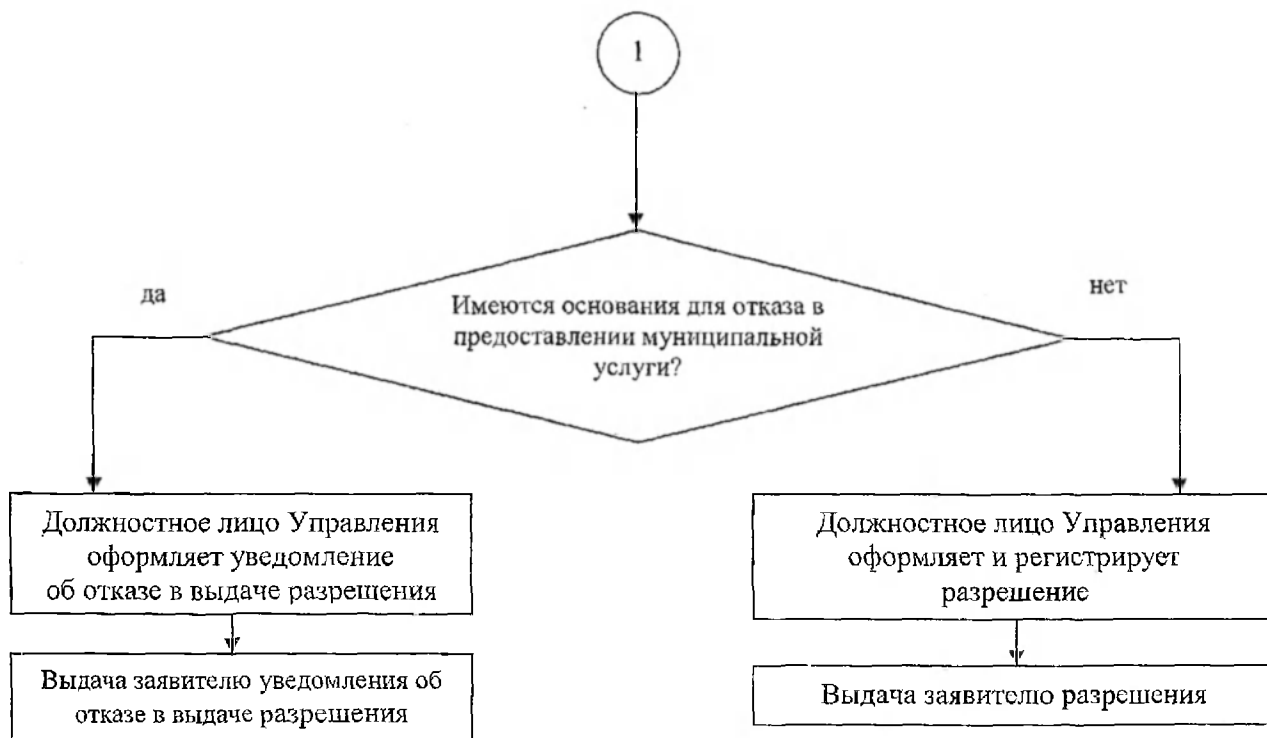 1
да
нет
Имеются основания для отказа в
предоставлении муниципальной
услуги?
Должностное лицо Управления
оформляет уведомление
об отказе в выдаче разрешения
Выдача заявителю уведомления об
отказе в выдаче разрешения
Должностное лицо Управления
оформляет и регистрирует
разрешение
Выдача заявителю разрешения